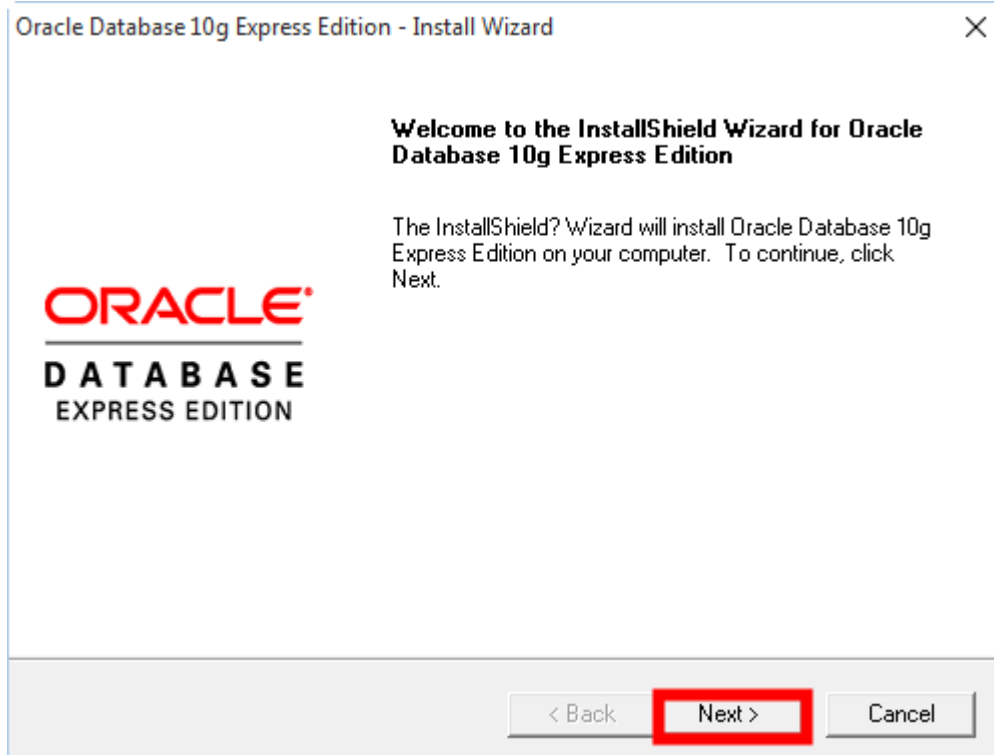 Oracle Database 10g Express Edition - Install Wizard
Welcome to the InstallShield Wizard for Oracle
Database 10g Express Edition
The InstallShield? Wizard will install Oracle Database 10g
Express Edition on your computer. To continue, click
Next.
ORACLE
DATABASE
EXPRESS EDITION
< Back
Next >
Cancel